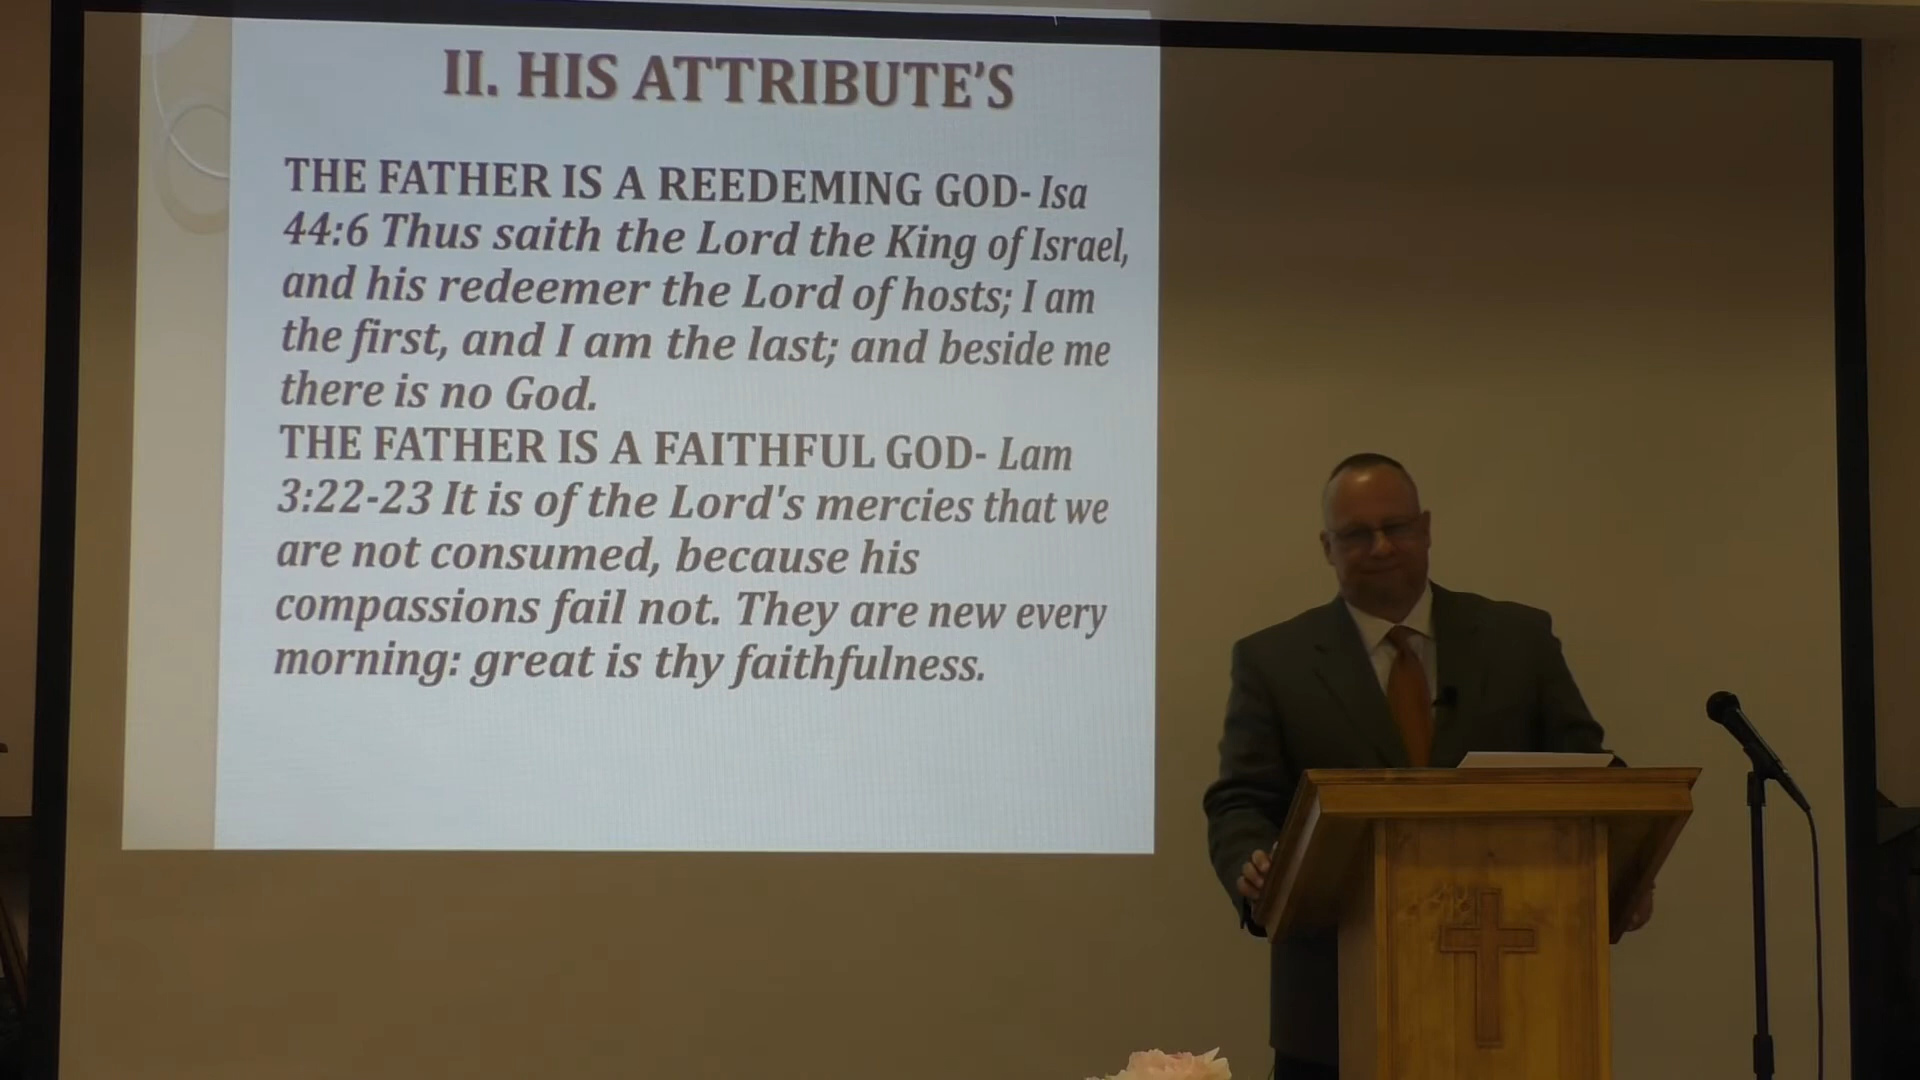 II. HIS ATTRIBUTE'S
THE FATHER IS A REEDEMING GOD- Isa
44:6 Thus saith the Lord the King of Israel,
and his redeemer the Lord of hosts; I am
the first, and I am the last; and beside me
there is no God.
THE FATHER IS A FAITHFUL GOD- Lam
3:22-23 It is of the Lord's mercies that we
are not consumed, because his
compassions fail not. They are new every
morning: great is thy faithfulness.